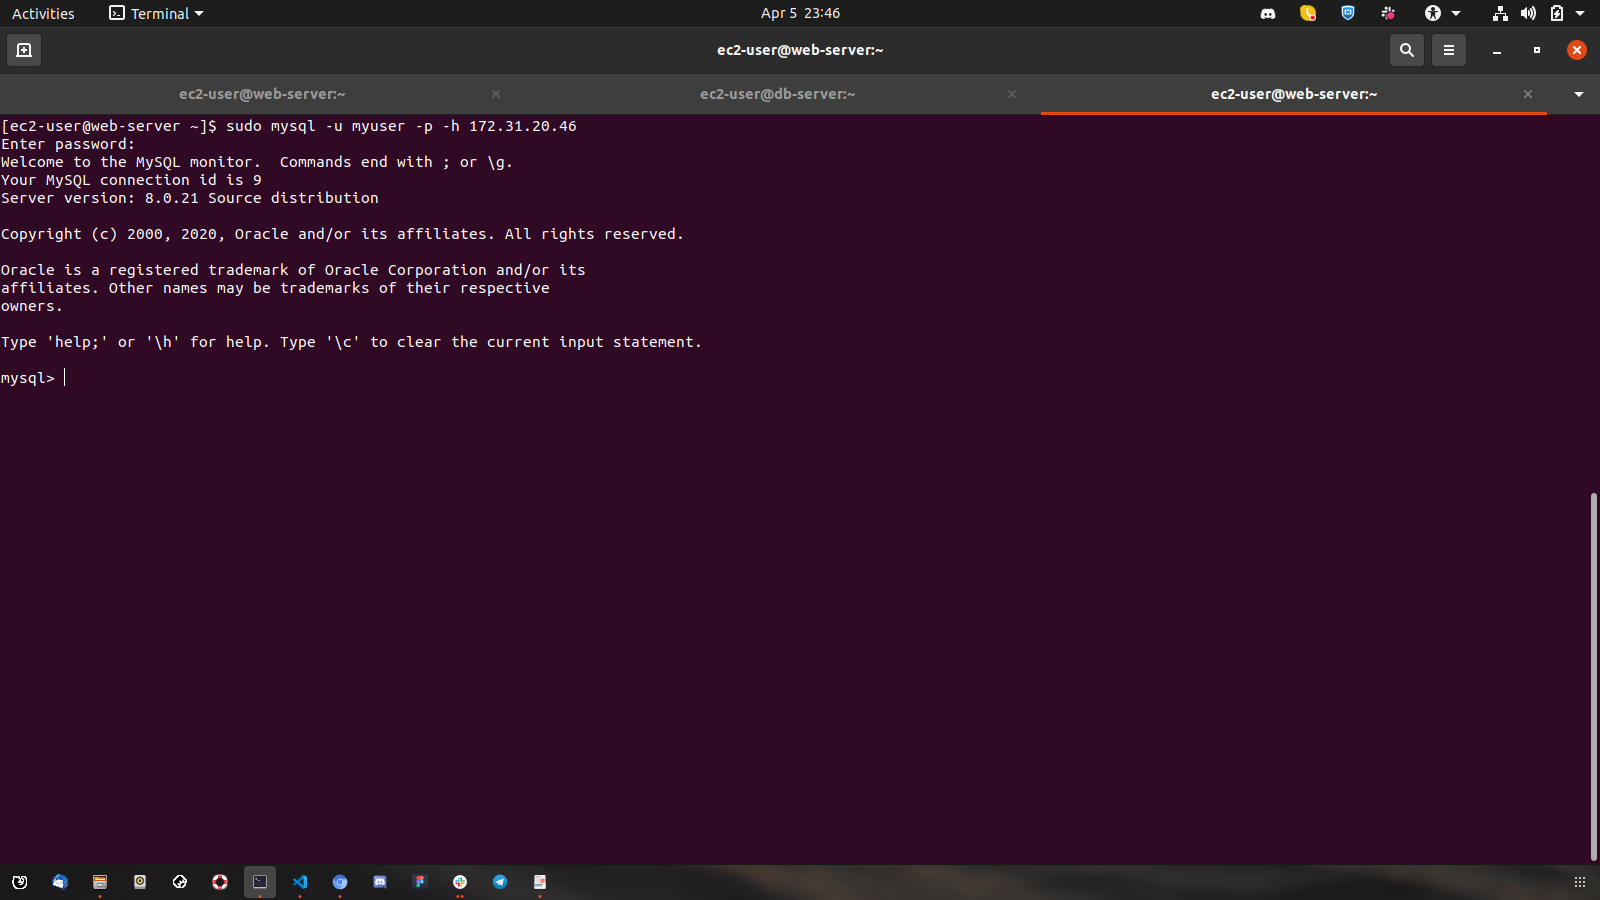 Activities
Terminal
Apr 5 23:46
ec2-user@web-server:~
ec2-user@web-server:~
ec2-user@db-server:~
ec2-user@web-server:~
[ec2-user@web-server ~]$ sudo mysql -u myuser -p -h 172.31.20.46
Enter password:
Welcome to the MySQL monitor.  Commands end with ; or \g.
Your MySQL connection id is 9
Server version: 8.0.21 Source distribution
Copyright (c) 2000, 2020, Oracle and/or its affiliates. All rights reserved.
Oracle is a registered trademark of Oracle Corporation and/or its
affiliates. Other names may be trademarks of their respective
owners.
Type 'help;' or '\h' for help. Type '\c' to clear the current input statement.
mysql>